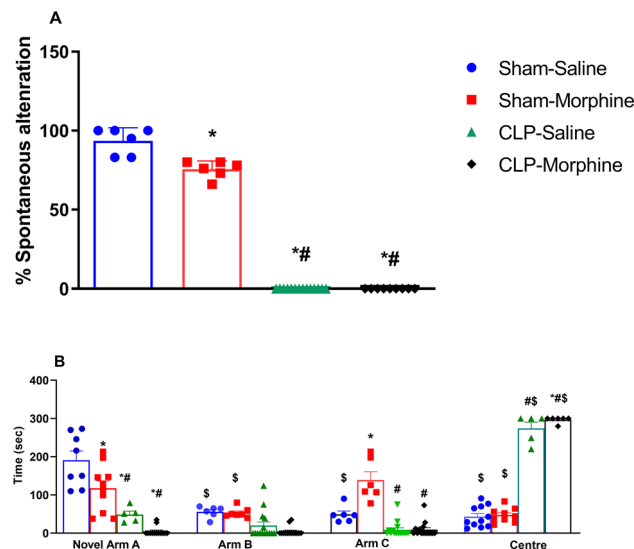 A
% Spontaneous altenration
150
100
50
0
*
*#
*#
Sham-Saline
Sham-Morphine
CLP-Saline
CLP-Morphine
B
Time (sec)
400
300
200
100
0
*
*#
*#
$
$
$
*
#
#
$
$
#$
*#$
Novel Arm A
Arm B
Arm C
Centre